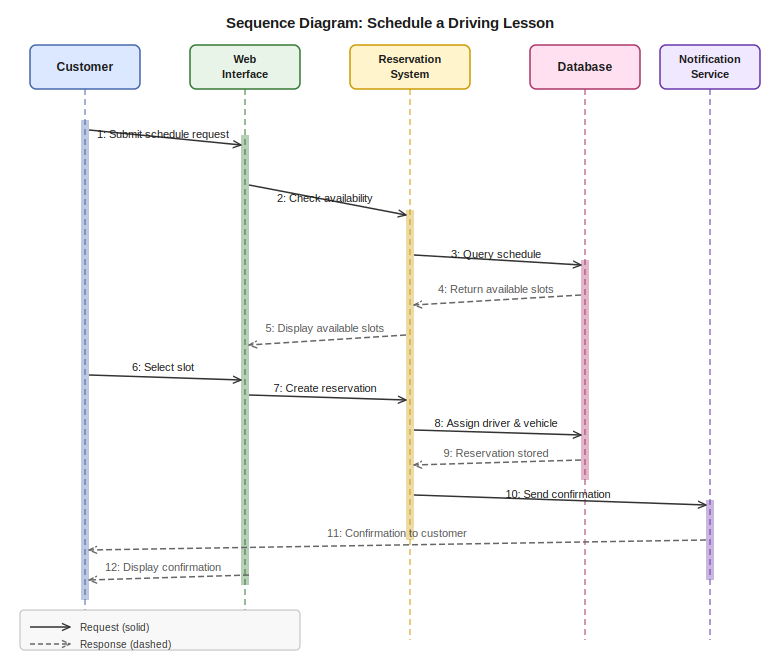 Sequence Diagram: Schedule a Driving Lesson
Customer
Web
Interface
Reservation
System
Database
Notification
Service
1: Submit schedule request
2: Check availability
3: Query schedule
4: Return available slots
5: Display available slots
6: Select slot
7: Create reservation
8: Assign driver & vehicle
9: Reservation stored
10: Send confirmation
11: Confirmation to customer
12: Display confirmation
Request (solid)
Response (dashed)